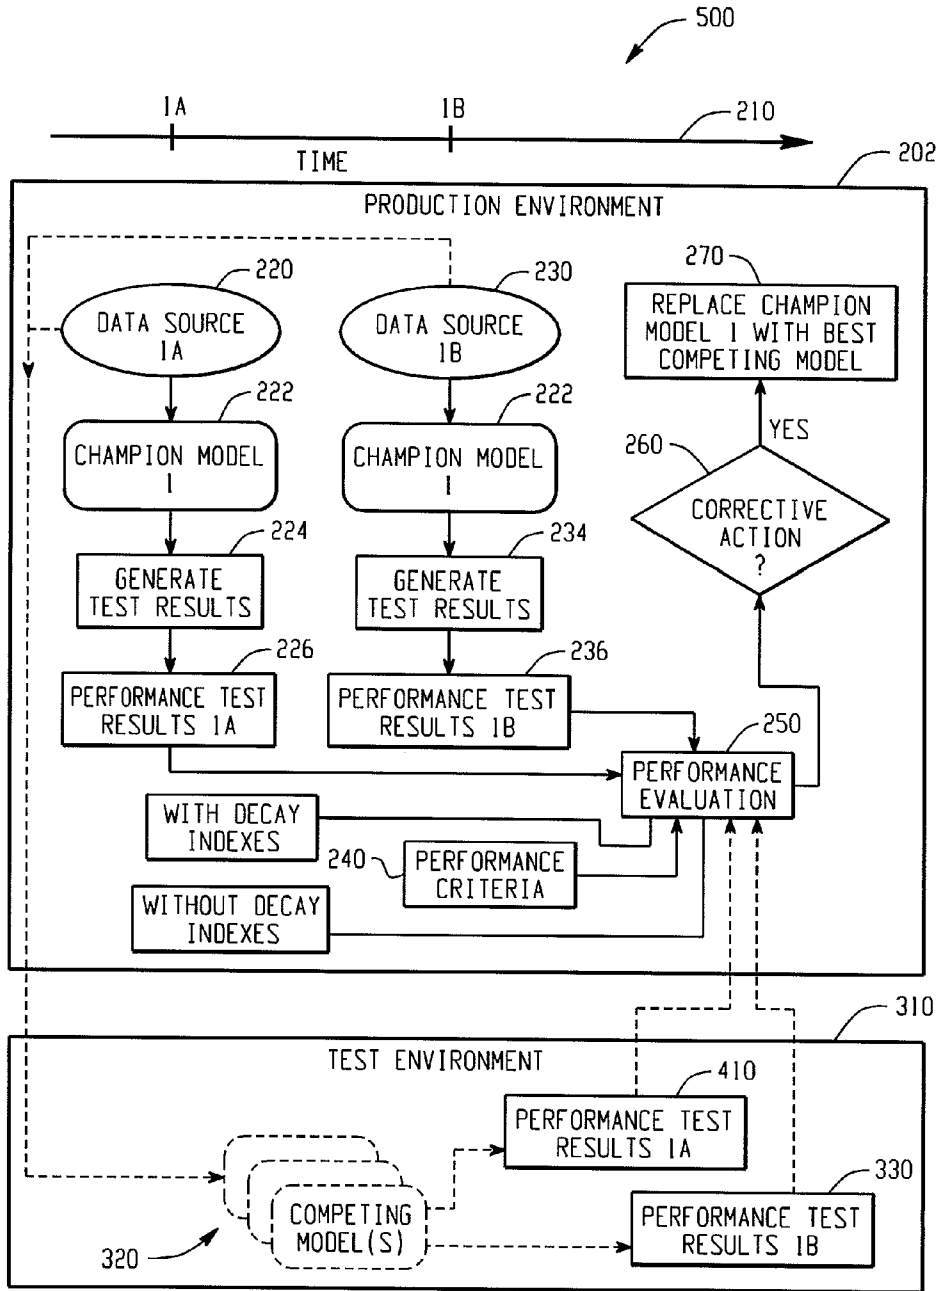 500
1A
1B
210
TIME
202
PRODUCTION ENVIRONMENT
220
230
270
DATA SOURCE
1A
DATA SOURCE
1B
REPLACE CHAMPION
MODEL 1 WITH BEST
COMPETING MODEL
222
222
YES
260
CHAMPION MODEL
1
CHAMPION MODEL
1
CORRECTIVE
ACTION
?
224
234
GENERATE
TEST RESULTS
GENERATE
TEST RESULTS
226
236
PERFORMANCE TEST
RESULTS 1A
PERFORMANCE TEST
RESULTS 1B
250
PERFORMANCE
EVALUATION
WITH DECAY
INDEXES
240
PERFORMANCE
CRITERIA
WITHOUT DECAY
INDEXES
310
TEST ENVIRONMENT
410
PERFORMANCE TEST
RESULTS 1A
330
COMPETING
MODEL(S)
PERFORMANCE TEST
RESULTS 1B
320